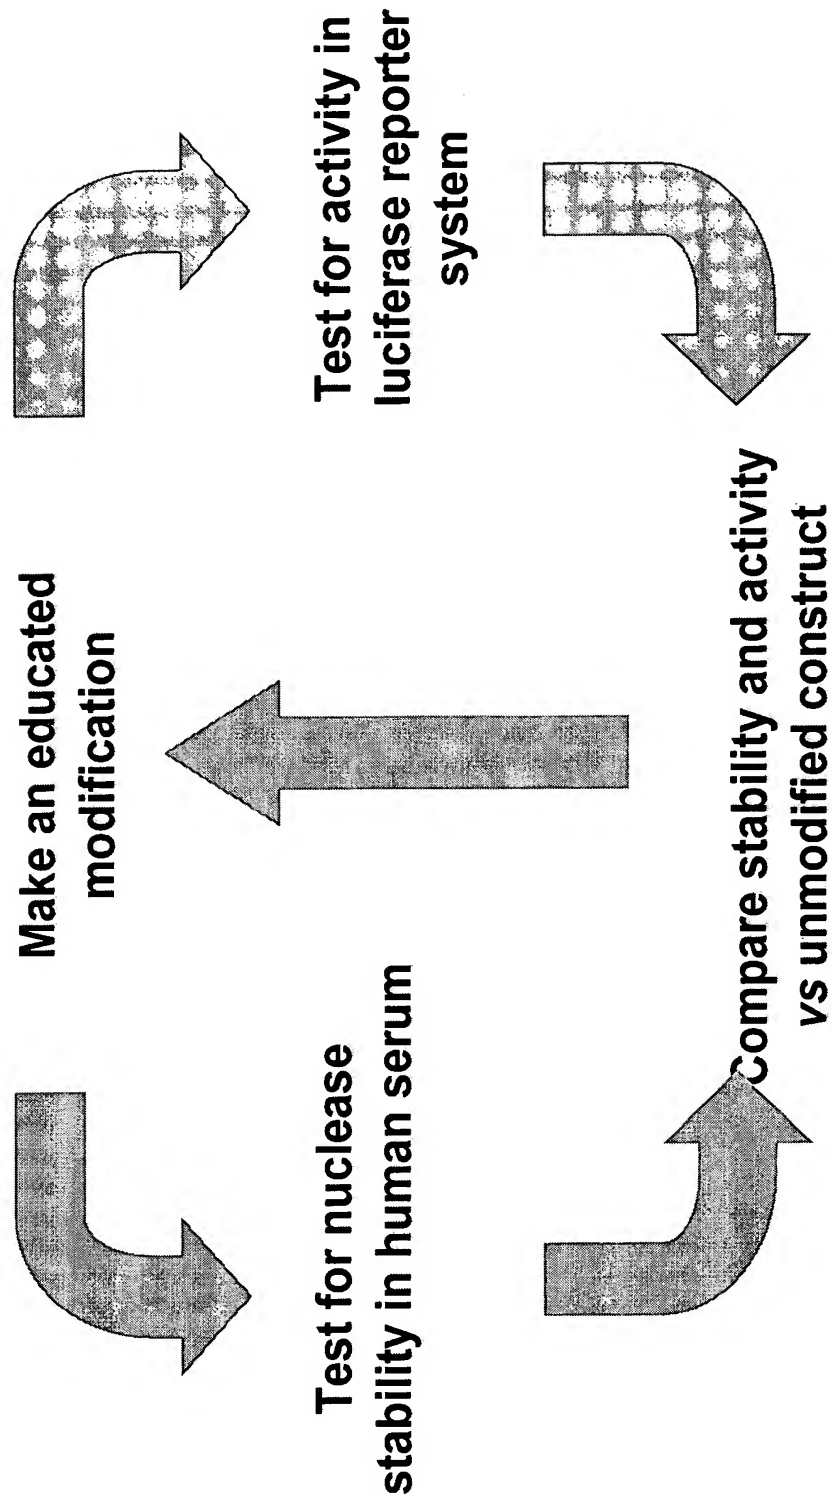 Make an educated
modification
Test for nuclease
stability in human serum
Test for activity in
luciferase reporter
system
Compare stability and activity
vs unmodified construct